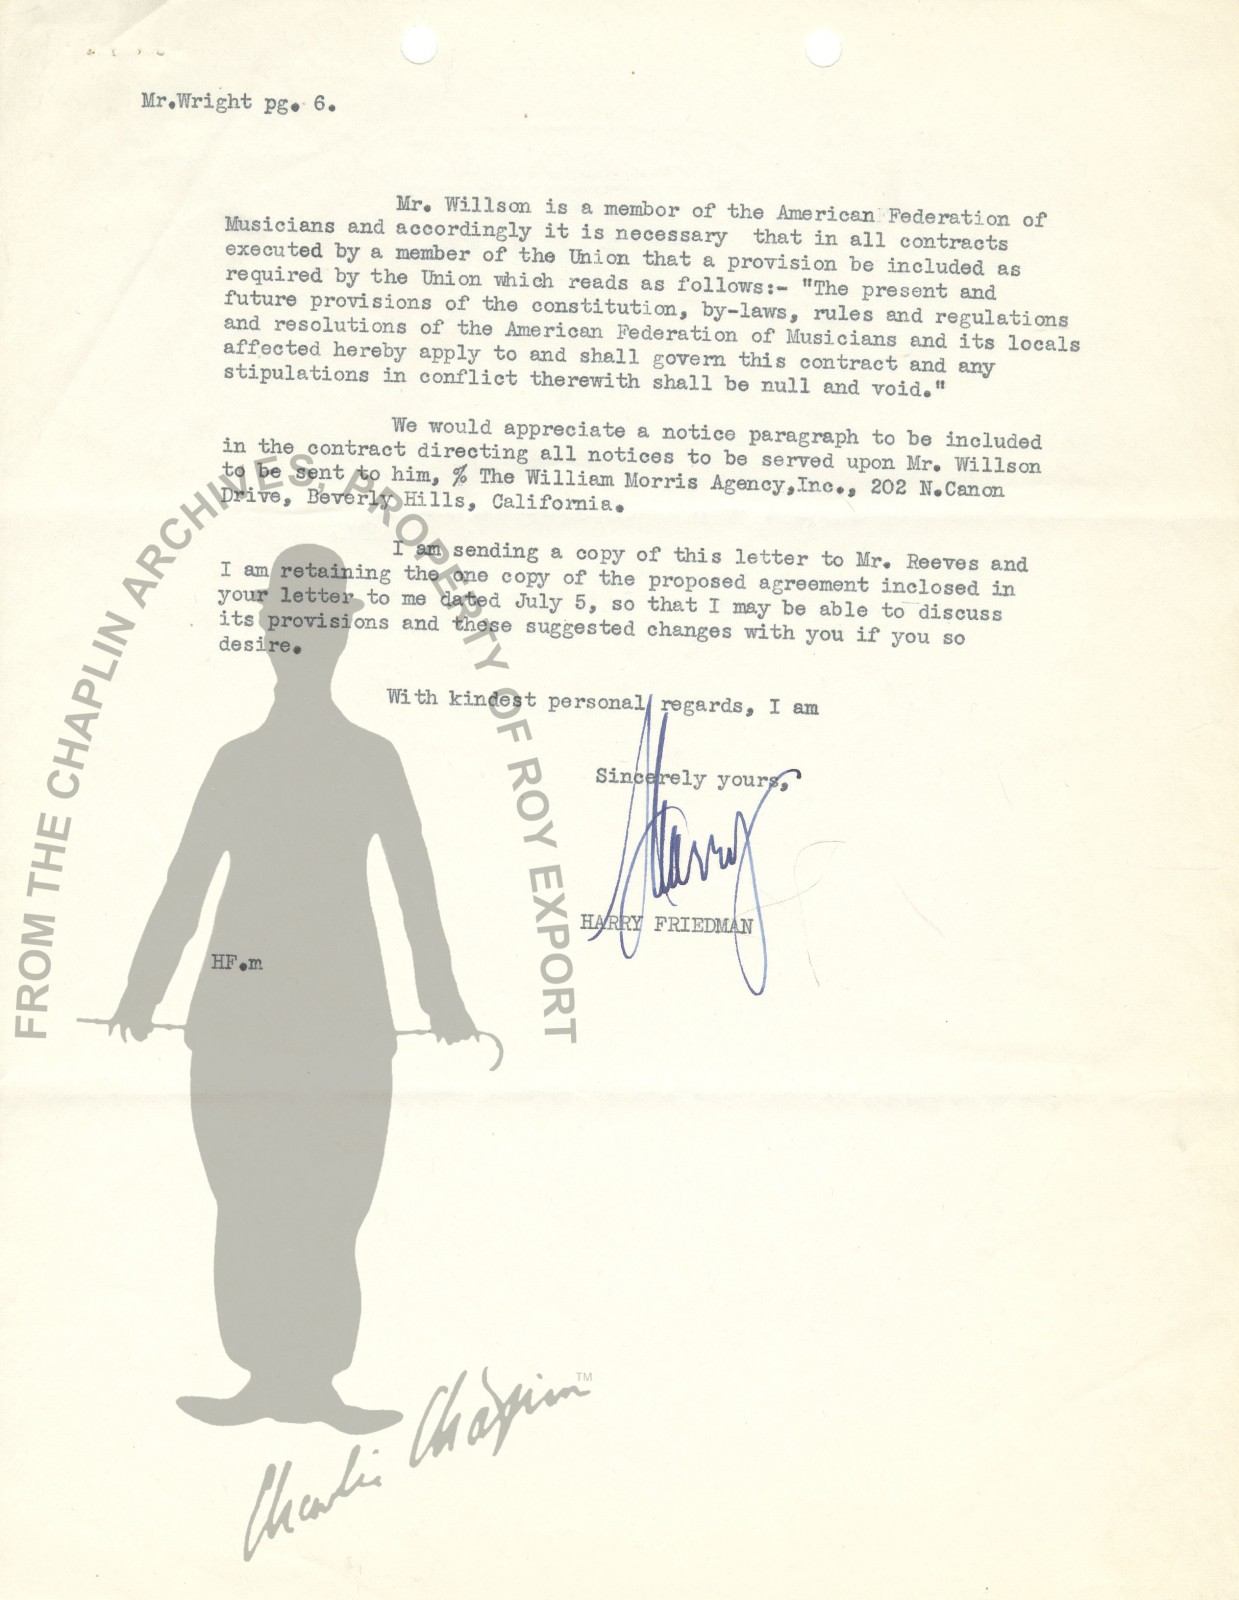 Mr.Wright pg. 6.
Mr. Willson is a membor of the American Federation of
Musicians and accordingly it is necessary that in all contracts
executed by a member of the Union that a provision be included as
required by the Union which reads as follows:- "The present and
future provisions of the constitution, by-laws, rules and regulations
and resolutions of the American Federation of Musicians and its locals
affected hereby apply to and shall govern this contract and any
stipulations in conflict therewith shall be null and void."
We would appreciate a notice paragraph to be included
in the contract directing all notices to be served upon Mr. Willson
to be sent to him, % The William Morris Agency,Inc., 202 N.Canon
Drive, Beverly Hills, California.
I am sending a copy of this letter to Mr. Reeves and
I am retaining the one copy of the proposed agreement inclosed in
your letter to me dated July 5, so that I may be able to discuss
its provisions and these suggested changes with you if you so
desire.
With kindest personal regards, I am
Sincerely yours,
Harry
HARRY FRIEDMAN
HF.m
FROM THE CHAPLIN ARCHIVES, PROPERTY OF ROY EXPORT
Charlie Chaplin TM